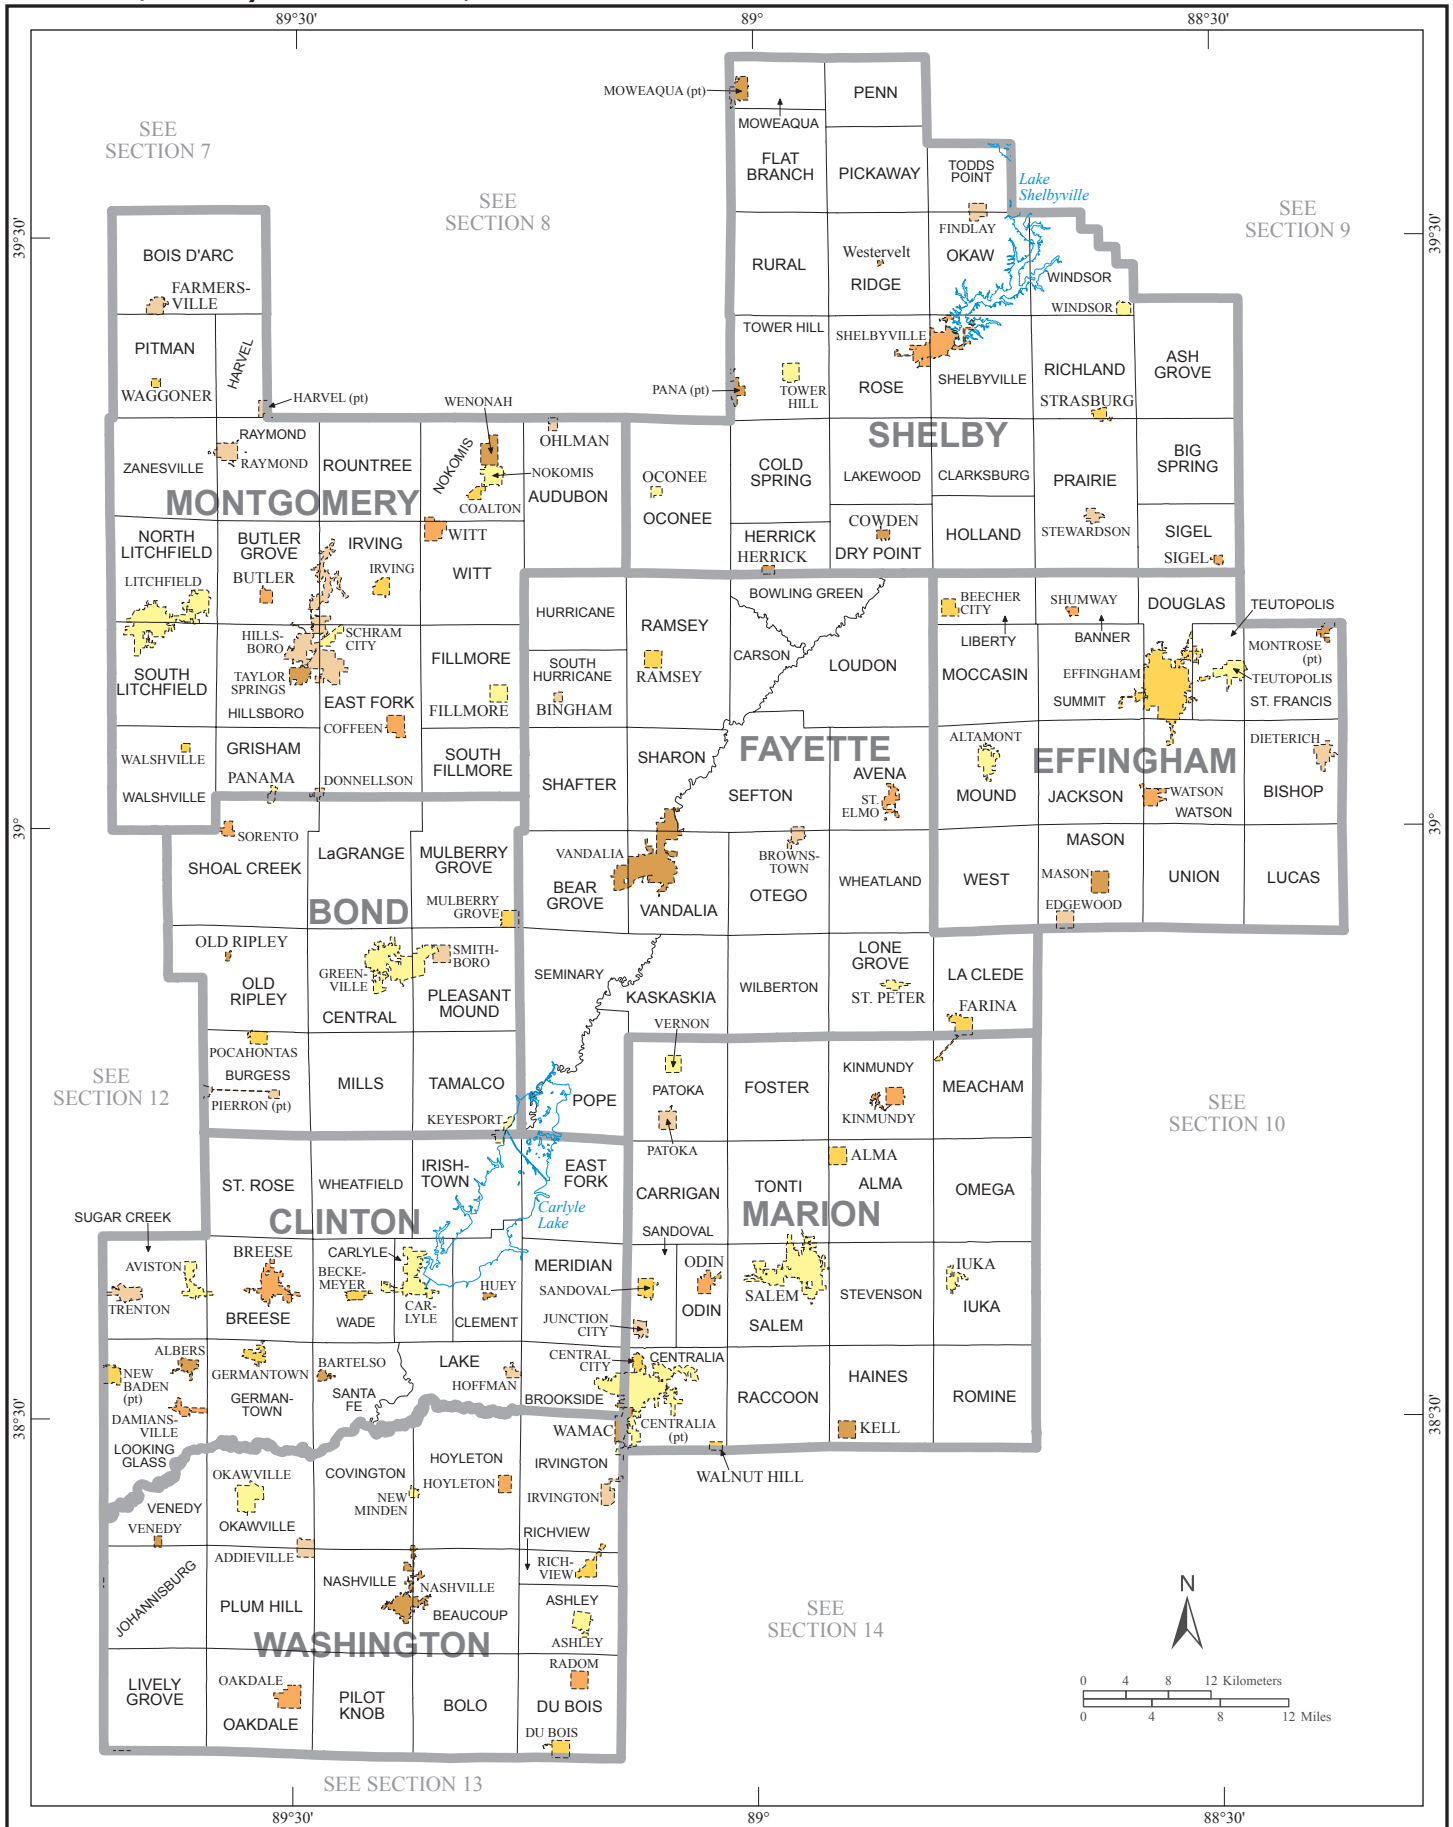 89°30'
89°
88°30'
39°30'
39°
38°30'
39°30'
39°
38°30'
SEE
SECTION 7
SEE
SECTION 8
SEE
SECTION 9
MOWEAQUA (pt)
PENN
MOWEAQUA
FLAT
BRANCH
PICKAWAY
TODDS
POINT
Lake
Shelbyville
FINDLAY
BOIS D'ARC
FARMERS-
VILLE
RURAL
Westervelt
RIDGE
OKAW
WINDSOR
WINDSOR
PITMAN
WAGGONER
HARVEL
HARVEL (pt)
TOWER HILL
SHELBYVILLE
PANA (pt)
TOWER
HILL
ROSE
SHELBYVILLE
RICHLAND
STRASBURG
ASH
GROVE
WENONAH
OHLMAN
SHELBY
RAYMOND
RAYMOND
ZANESVILLE
ROUNTREE
NOKOMIS
NOKOMIS
COALTON
AUDUBON
MONTGOMERY
OCONEE
OCONEE
COLD
SPRING
LAKEWOOD
CLARKSBURG
PRAIRIE
STEWARDSON
BIG
SPRING
NORTH
LITCHFIELD
LITCHFIELD
BUTLER
GROVE
BUTLER
IRVING
IRVING
WITT
WITT
HERRICK
HERRICK
COWDEN
DRY POINT
HOLLAND
SIGEL
SIGEL
HURRICANE
RAMSEY
RAMSEY
BOWLING GREEN
CARSON
LOUDON
BEECHER
CITY
LIBERTY
SHUMWAY
BANNER
DOUGLAS
TEUTOPOLIS
MONTROSE
(pt)
TEUTOPOLIS
ST. FRANCIS
SOUTH
LITCHFIELD
HILLS-
BORO
SCHRAM
CITY
TAYLOR
SPRINGS
HILLSBORO
EAST FORK
COFFEEN
FILLMORE
FILLMORE
SOUTH
HURRICANE
BINGHAM
MOCCASIN
EFFINGHAM
SUMMIT
WALSHVILLE
WALSHVILLE
GRISHAM
PANAMA
DONNELLSON
SOUTH
FILLMORE
SHAFTER
SHARON
FAYETTE
SEFTON
AVENA
ST.
ELMO
ALTAMONT
MOUND
EFFINGHAM
JACKSON
WATSON
WATSON
DIETERICH
BISHOP
SORENTO
SHOAL CREEK
LaGRANGE
MULBERRY
GROVE
MULBERRY
GROVE
BOND
VANDALIA
BEAR
GROVE
VANDALIA
BROWNS-
TOWN
OTEGO
WHEATLAND
WEST
MASON
MASON
EDGEWOOD
UNION
LUCAS
OLD RIPLEY
OLD
RIPLEY
GREEN-
VILLE
CENTRAL
SMITH-
BORO
PLEASANT
MOUND
SEMINARY
KASKASKIA
WILBERTON
LONE
GROVE
ST. PETER
LA CLEDE
FARINA
POCAHONTAS
BURGESS
PIERRON (pt)
MILLS
TAMALCO
KEYESPORT
POPE
VERNON
PATOKA
PATOKA
FOSTER
KINMUNDY
KINMUNDY
MEACHAM
SEE
SECTION 12
SEE
SECTION 10
ST. ROSE
WHEATFIELD
IRISH-
TOWN
EAST
FORK
Carlyle
Lake
CLINTON
CARRIGAN
TONTI
ALMA
ALMA
OMEGA
MARION
SUGAR CREEK
AVISTON
TRENTON
BREESE
BREESE
CARLYLE
BECKE-
MEYER
WADE
CAR-
LYLE
HUEY
CLEMENT
MERIDIAN
SANDOVAL
SANDOVAL
JUNCTION
CITY
ODIN
ODIN
SALEM
SALEM
STEVENSON
IUKA
IUKA
ALBERS
NEW
BADEN
(pt)
DAMIANS-
VILLE
LOOKING
GLASS
GERMANTOWN
GERMAN-
TOWN
BARTELSO
SANTA
FE
LAKE
HOFFMAN
BROOKSIDE
CENTRAL
CITY
CENTRALIA
CENTRALIA
(pt)
WAMAC
RACCOON
HAINES
KELL
ROMINE
WALNUT HILL
OKAWVILLE
OKAWVILLE
VENEDY
VENEDY
COVINGTON
NEW
MINDEN
HOYLETON
HOYLETON
IRVINGTON
IRVINGTON
RICHVIEW
RICH-
VIEW
ADDIEVILLE
JOHANNISBURG
PLUM HILL
NASHVILLE
NASHVILLE
BEAUCOUP
ASHLEY
ASHLEY
WASHINGTON
LIVELY
GROVE
OAKDALE
OAKDALE
PILOT
KNOB
BOLO
RADOM
DU BOIS
DU BOIS
SEE
SECTION 14
SEE SECTION 13
N
0 4 8 12 Kilometers
0 4 8 12 Miles
89°30'
89°
88°30'